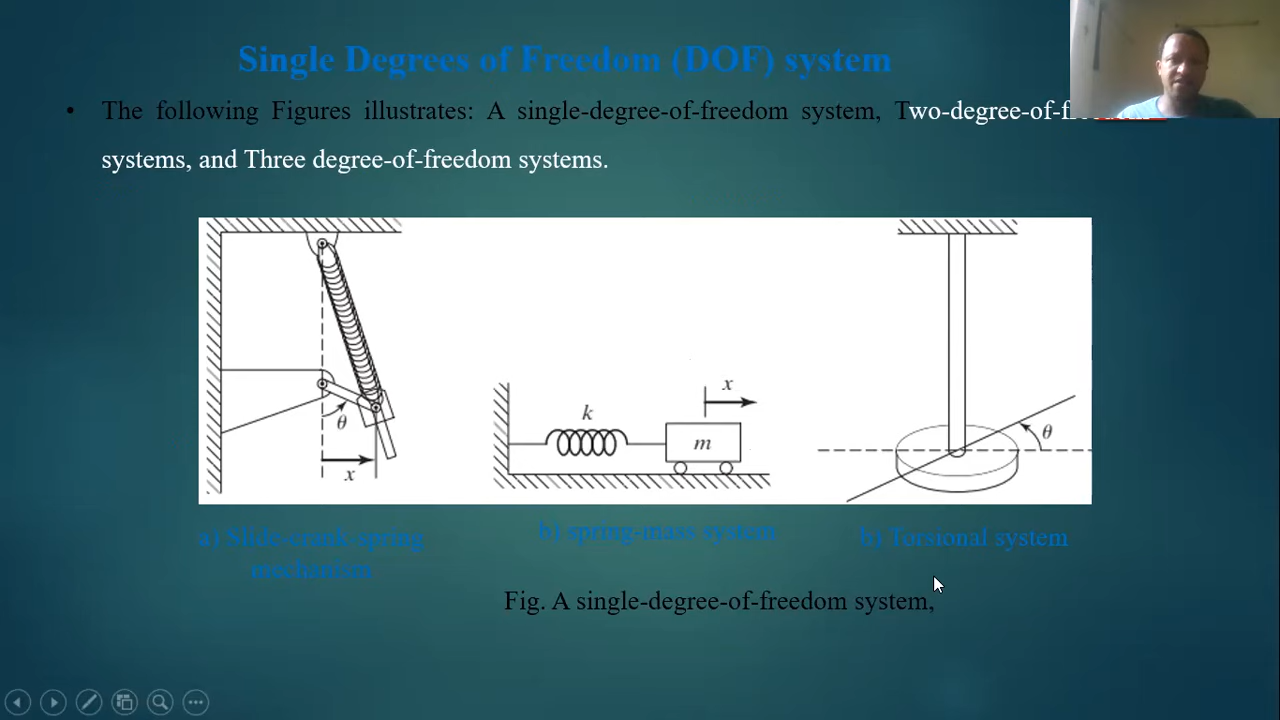 Single Degrees of Freedom (DOF) system
• The following Figures illustrates: A single-degree-of-freedom system, Two-degree-of-
systems, and Three degree-of-freedom systems.
θ
x
k
m
x
θ
a) Slide-crank-spring
mechanism
b) spring-mass system
b) Torsional system
Fig. A single-degree-of-freedom system,